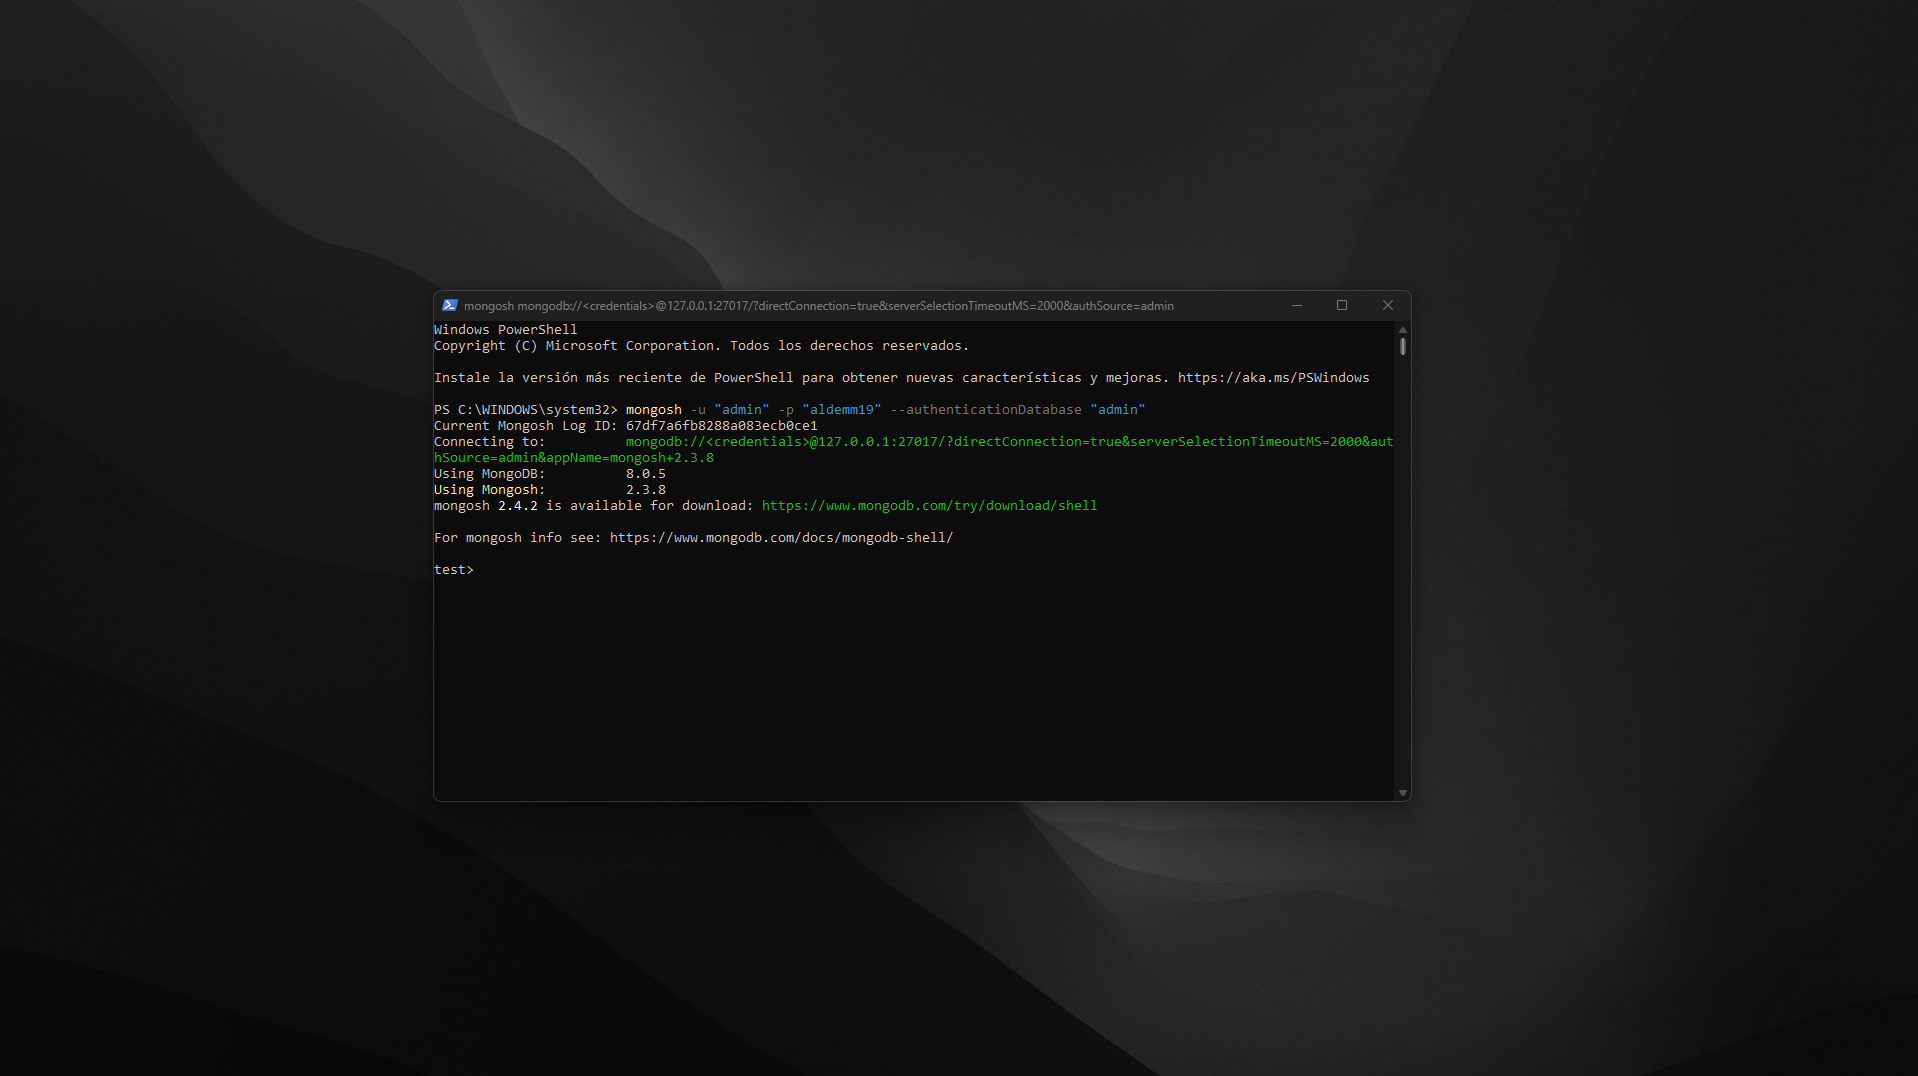 mongosh mongodb://<credentials>@127.0.0.1:27017/?directConnection=true&serverSelectionTimeoutMS=2000&authSource=admin
Windows PowerShell
Copyright (C) Microsoft Corporation. Todos los derechos reservados.
Instale la versión más reciente de PowerShell para obtener nuevas características y mejoras. https://aka.ms/PSWindows
PS C:\WINDOWS\system32> mongosh -u "admin" -p "aldemm19" --authenticationDatabase "admin"
Current Mongosh Log ID: 67df7a6fb8288a083ecb0ce1
Connecting to:          mongodb://<credentials>@127.0.0.1:27017/?directConnection=true&serverSelectionTimeoutMS=2000&aut
hSource=admin&appName=mongosh+2.3.8
Using MongoDB:          8.0.5
Using Mongosh:          2.3.8
mongosh 2.4.2 is available for download: https://www.mongodb.com/try/download/shell
For mongosh info see: https://www.mongodb.com/docs/mongodb-shell/
test>